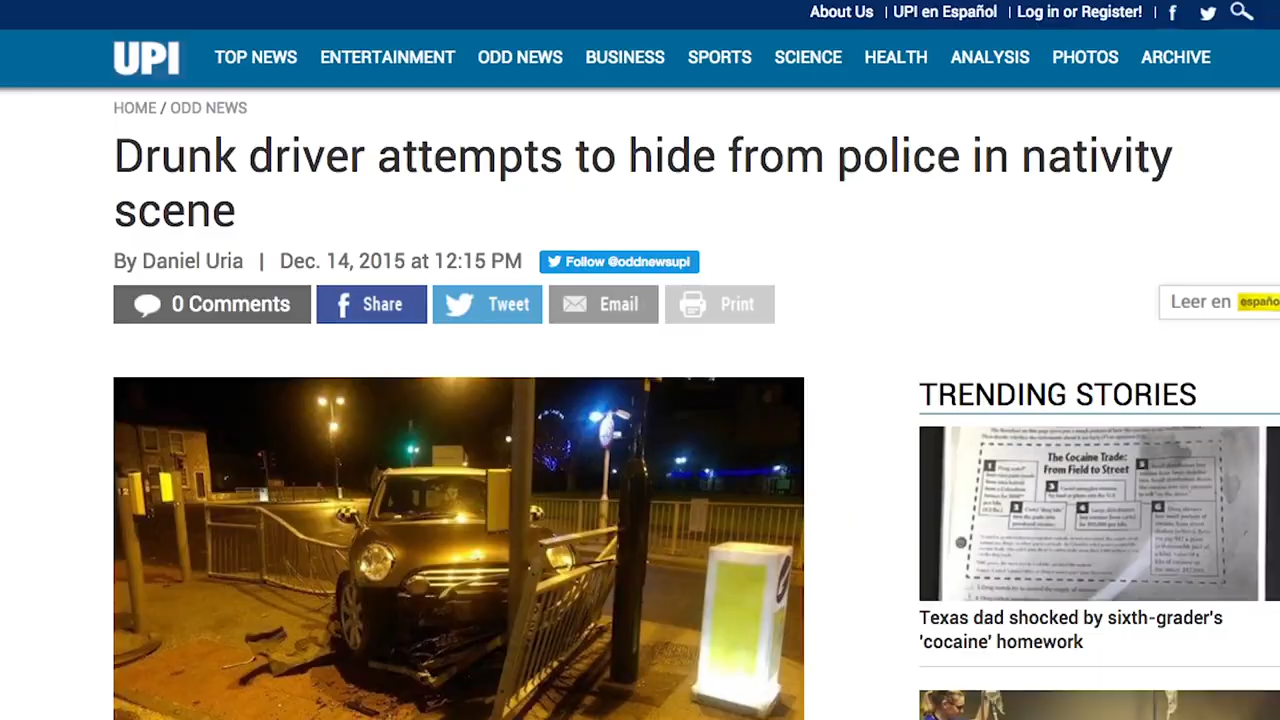 About Us | UPI en Español | Log in or Register! |
UPI TOP NEWS ENTERTAINMENT ODD NEWS BUSINESS SPORTS SCIENCE HEALTH ANALYSIS PHOTOS ARCHIVE
HOME / ODD NEWS
Drunk driver attempts to hide from police in nativity
scene
By Daniel Uria | Dec. 14, 2015 at 12:15 PM Follow @oddnewsupi
0 Comments Share Tweet Email Print
Leer en españo
TRENDING STORIES
The Cocaine Trade:
From Field to Street
Texas dad shocked by sixth-grader's
'cocaine' homework